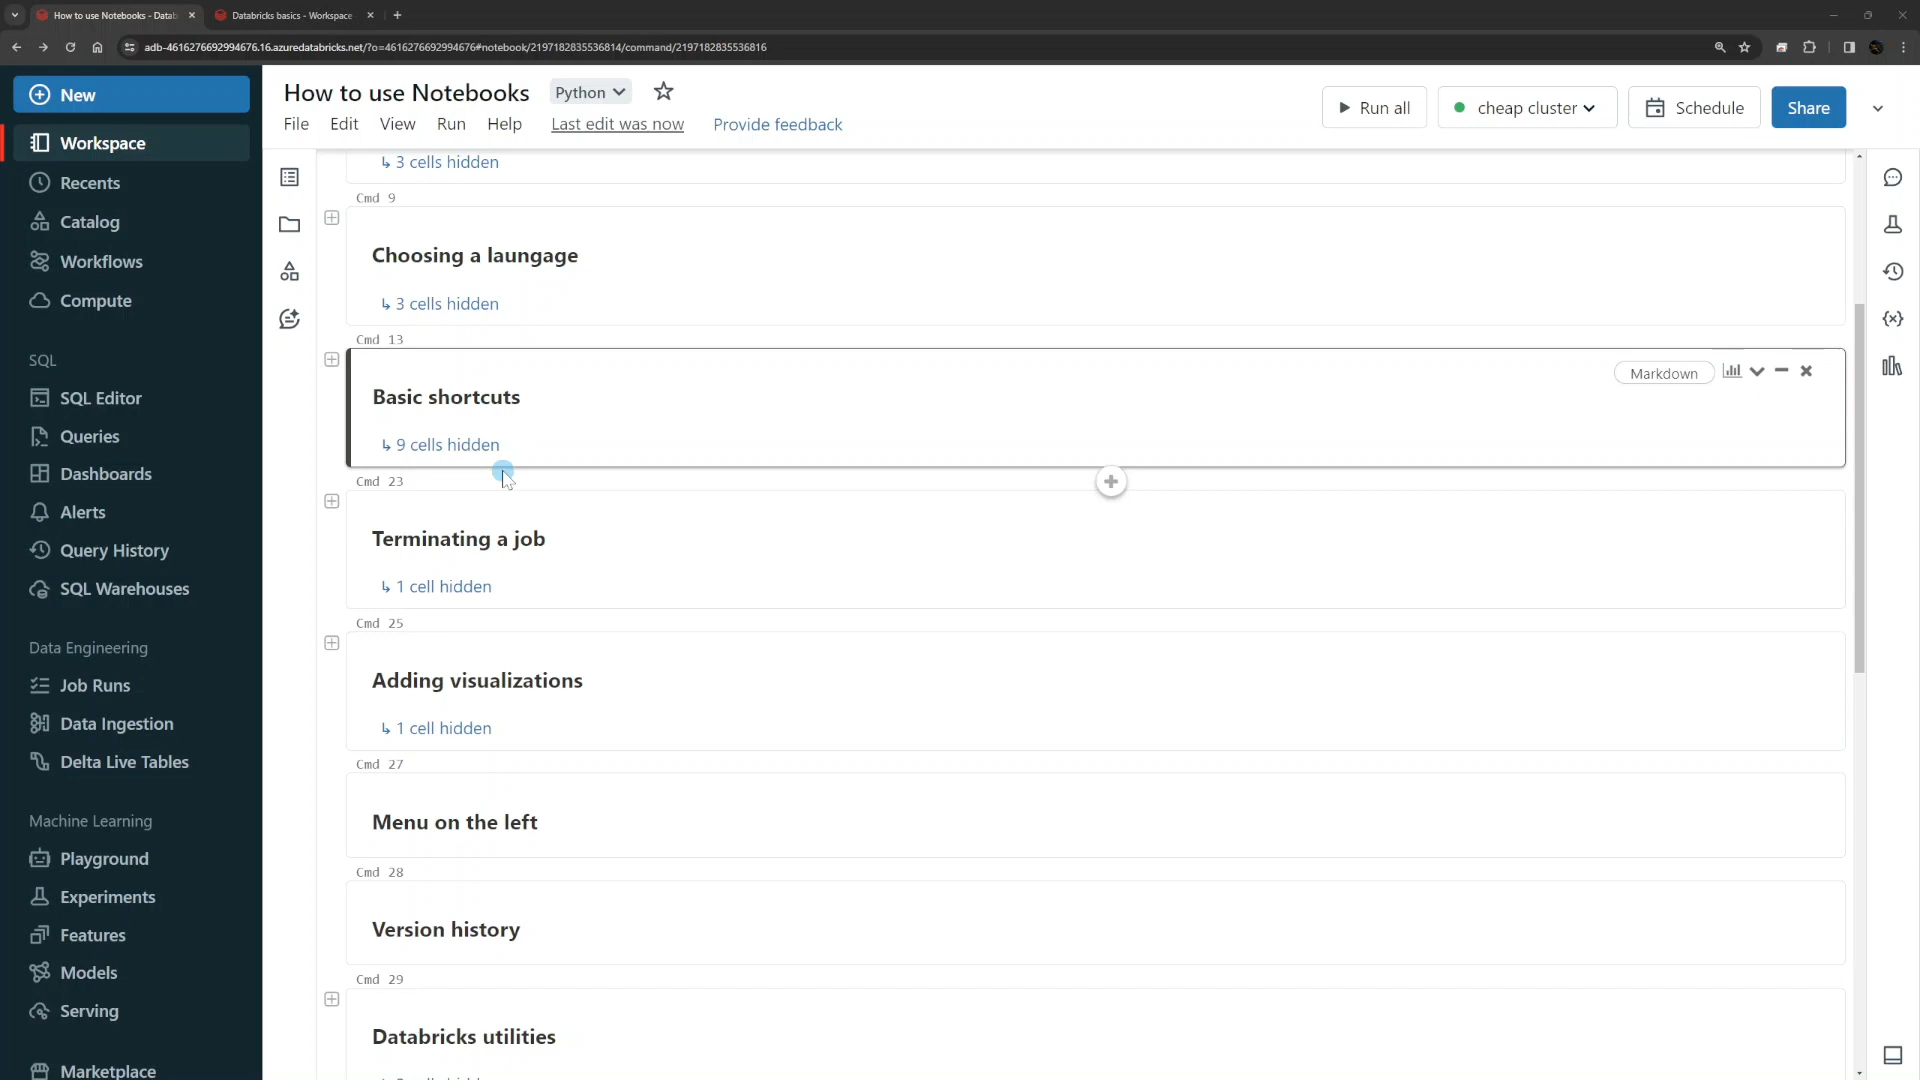 How to use Notebooks - Datab
Databricks basics - Workspace
adb-4616276692994676.16.azuredatabricks.net/?o=4616276692994676#notebook/2197182835536814/command/2197182835536816
New
Workspace
Recents
Catalog
Workflows
Compute
SQL
SQL Editor
Queries
Dashboards
Alerts
Query History
SQL Warehouses
Data Engineering
Job Runs
Data Ingestion
Delta Live Tables
Machine Learning
Playground
Experiments
Features
Models
Serving
Marketplace
How to use Notebooks Python
File Edit View Run Help Last edit was now Provide feedback
Run all cheap cluster Schedule Share
3 cells hidden
Cmd 9
Choosing a laungage
3 cells hidden
Cmd 13
Markdown
Basic shortcuts
9 cells hidden
Cmd 23
Terminating a job
1 cell hidden
Cmd 25
Adding visualizations
1 cell hidden
Cmd 27
Menu on the left
Cmd 28
Version history
Cmd 29
Databricks utilities